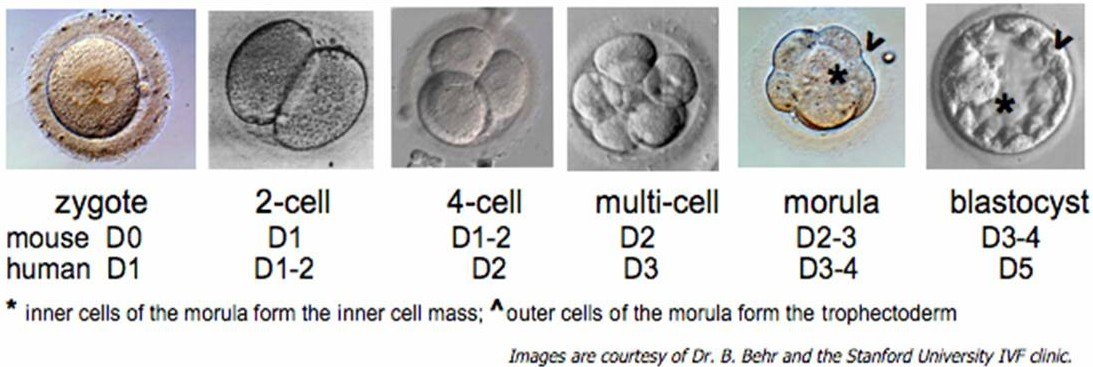 zygote 2-cell 4-cell multi-cell morula blastocyst
mouse D0 D1 D1-2 D2 D2-3 D3-4
human D1 D1-2 D2 D3 D3-4 D5
* inner cells of the morula form the inner cell mass; ^outer cells of the morula form the trophectoderm
Images are courtesy of Dr. B. Behr and the Stanford University IVF clinic.